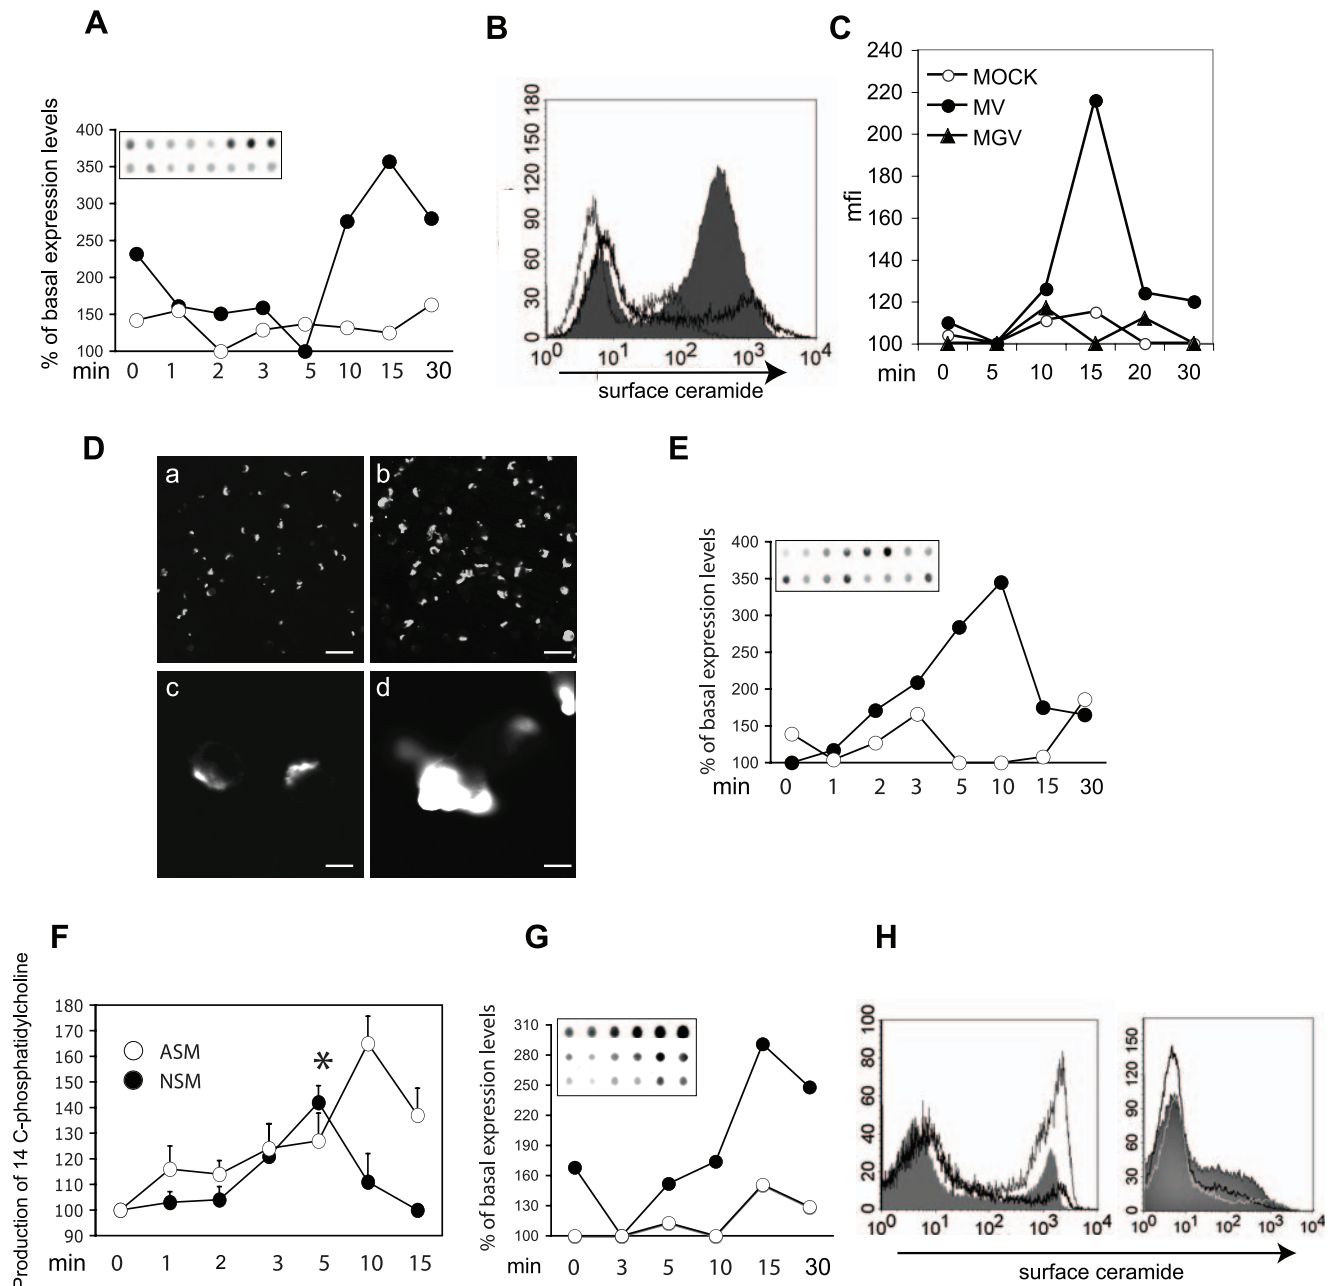 A
% of basal expression levels
400
350
300
250
200
150
100
min 0 1 2 3 5 10 15 30
B
180
150
120
90
60
30
0
10^0 10^1 10^2 10^3 10^4
surface ceramide
C
240
220
200
180
160
140
120
100
mfi
MOCK
MV
MGV
min 0 5 10 15 20 30
D
a
b
c
d
E
% of basal expression levels
400
350
300
250
200
150
100
min 0 1 2 3 5 10 15 30
F
Production of 14 C-phosphatidylcholine
180
170
160
150
140
130
120
110
100
90
ASM
NSM
*
min 0 1 2 3 5 10 15
G
% of basal expression levels
310
280
250
220
190
160
130
100
min 0 3 5 10 15 30
H
100
80
60
40
20
0
10^0 10^1 10^2 10^3 10^4
150
120
90
60
30
0
10^0 10^1 10^2 10^3 10^4
surface ceramide